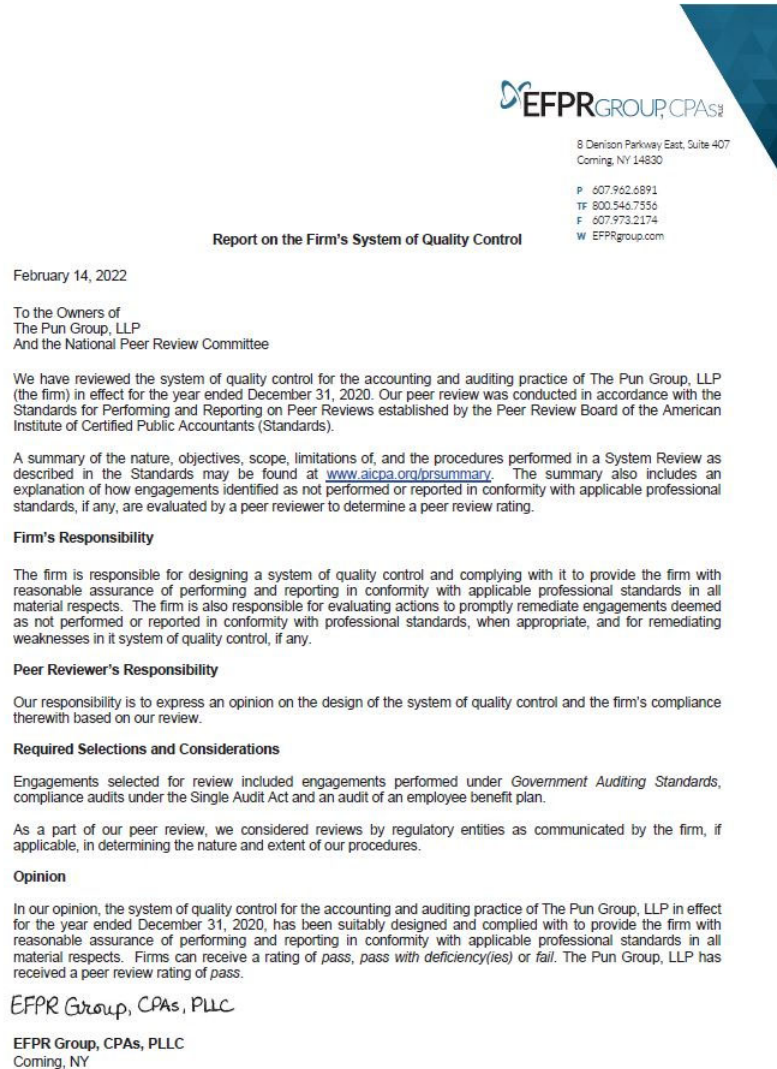 EFPRGROUP, CPAs PLLC
8 Denison Parkway East, Suite 407
Corning, NY 14830
P 607.962.6891
TF 800.546.7556
F 607.973.2174
W EFPRgroup.com
Report on the Firm's System of Quality Control
February 14, 2022
To the Owners of
The Pun Group, LLP
And the National Peer Review Committee
We have reviewed the system of quality control for the accounting and auditing practice of The Pun Group, LLP
(the firm) in effect for the year ended December 31, 2020. Our peer review was conducted in accordance with the
Standards for Performing and Reporting on Peer Reviews established by the Peer Review Board of the American
Institute of Certified Public Accountants (Standards).
A summary of the nature, objectives, scope, limitations of, and the procedures performed in a System Review as
described in the Standards may be found at www.aicpa.org/prsummary. The summary also includes an
explanation of how engagements identified as not performed or reported in conformity with applicable professional
standards, if any, are evaluated by a peer reviewer to determine a peer review rating.
Firm's Responsibility
The firm is responsible for designing a system of quality control and complying with it to provide the firm with
reasonable assurance of performing and reporting in conformity with applicable professional standards in all
material respects. The firm is also responsible for evaluating actions to promptly remediate engagements deemed
as not performed or reported in conformity with professional standards, when appropriate, and for remediating
weaknesses in it system of quality control, if any.
Peer Reviewer's Responsibility
Our responsibility is to express an opinion on the design of the system of quality control and the firm's compliance
therewith based on our review.
Required Selections and Considerations
Engagements selected for review included engagements performed under Government Auditing Standards,
compliance audits under the Single Audit Act and an audit of an employee benefit plan.
As a part of our peer review, we considered reviews by regulatory entities as communicated by the firm, if
applicable, in determining the nature and extent of our procedures.
Opinion
In our opinion, the system of quality control for the accounting and auditing practice of The Pun Group, LLP in effect
for the year ended December 31, 2020, has been suitably designed and complied with to provide the firm with
reasonable assurance of performing and reporting in conformity with applicable professional standards in all
material respects. Firms can receive a rating of pass, pass with deficiency(ies) or fail. The Pun Group, LLP has
received a peer review rating of pass.
EFPR Group, CPAs, PLLC
EFPR Group, CPAs, PLLC
Corning, NY